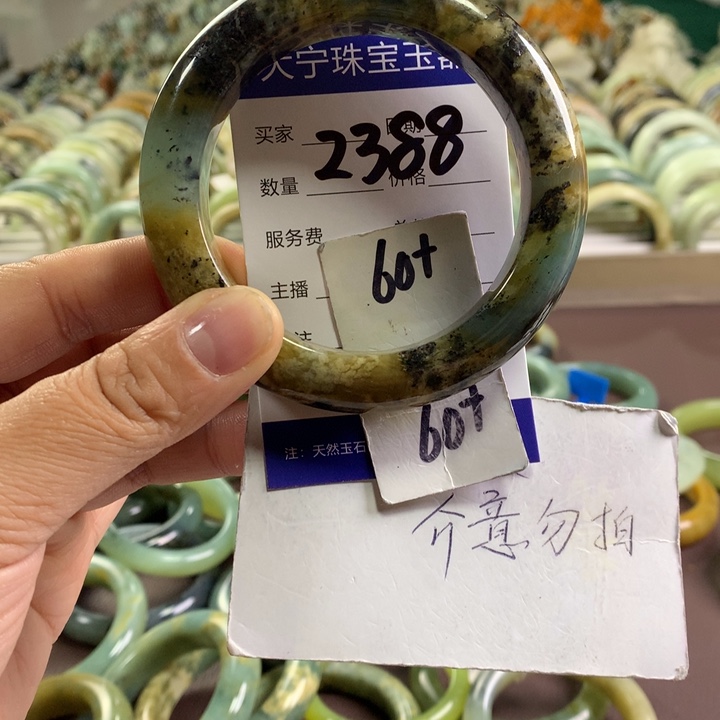 大宁珠宝玉
买家
2388
数量
价格
服务费
60+
主播
注
60+
注：天然玉石
介意勿拍